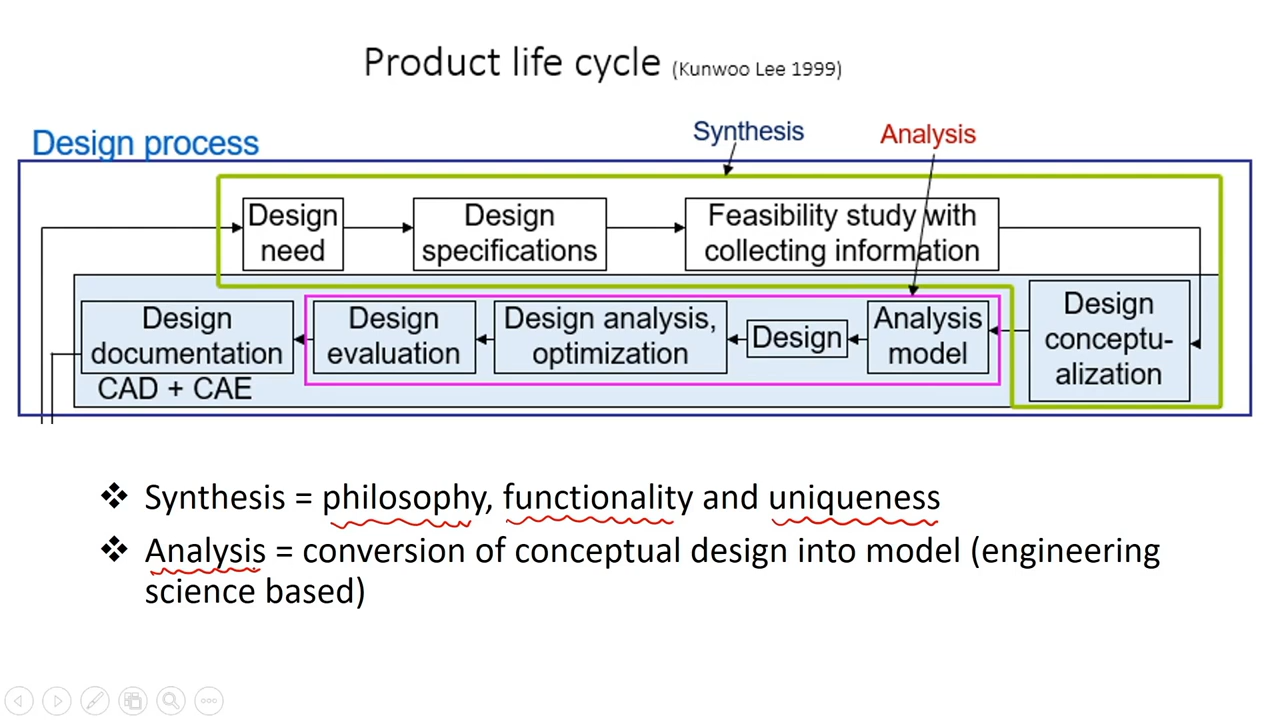 Product life cycle (Kunwoo Lee 1999)
Design process
Synthesis
Analysis
Design
need
Design
specifications
Feasibility study with
collecting information
Design
conceptu-
alization
Analysis
model
Design
Design analysis,
optimization
Design
evaluation
Design
documentation
CAD + CAE
❖ Synthesis = philosophy, functionality and uniqueness
❖ Analysis = conversion of conceptual design into model (engineering
science based)